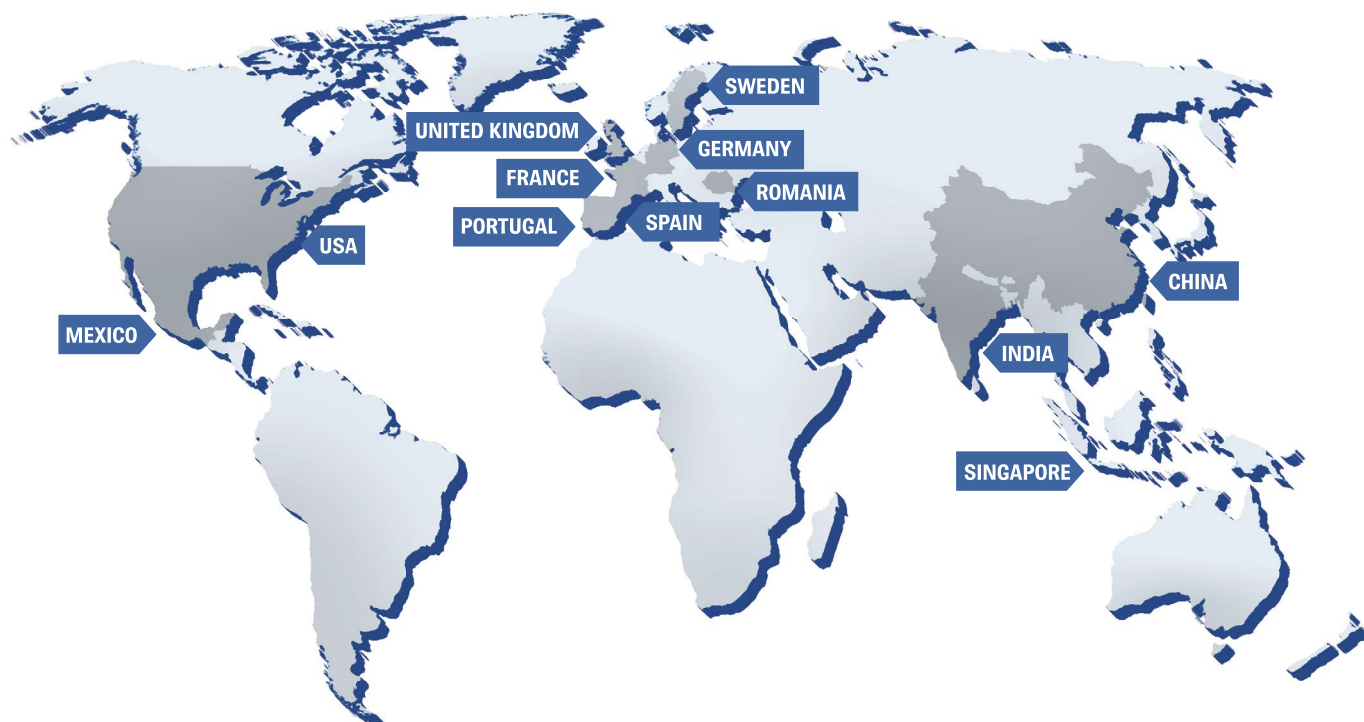 SWEDEN
UNITED KINGDOM
GERMANY
FRANCE
ROMANIA
PORTUGAL
SPAIN
USA
CHINA
MEXICO
INDIA
SINGAPORE